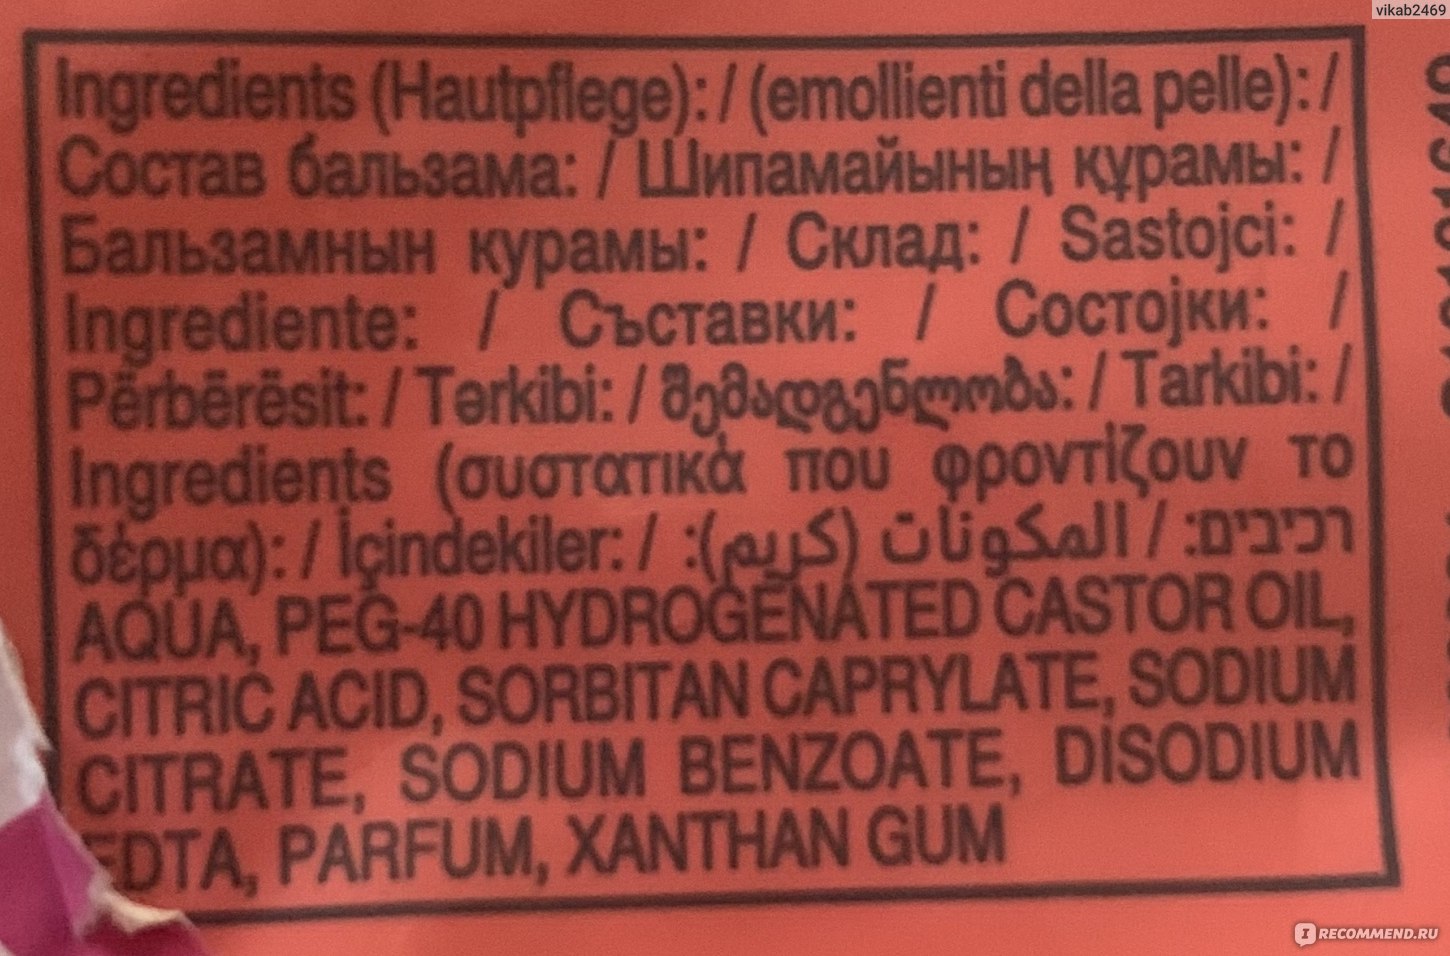 vikab2469
Ingredients (Hautpflege): / (emollienti della pelle): /
Состав бальзама: / Шипамайының құрамы: /
Бальзамнын курамы: / Склад: / Sastojci: /
Ingrediente: / Съставки: / Состојки: /
Përbërësit: / Tərkibi: / შემადგენლობა: / Tarkibi: /
Ingredients (συστατικά που φροντίζουν το
δέρμα): / İçindekiler: / المكونات (كريم): / רכיבים:
AQUA, PEG-40 HYDROGENATED CASTOR OIL,
CITRIC ACID, SORBITAN CAPRYLATE, SODIUM
CITRATE, SODIUM BENZOATE, DISODIUM
EDTA, PARFUM, XANTHAN GUM
IRECOMMEND.RU